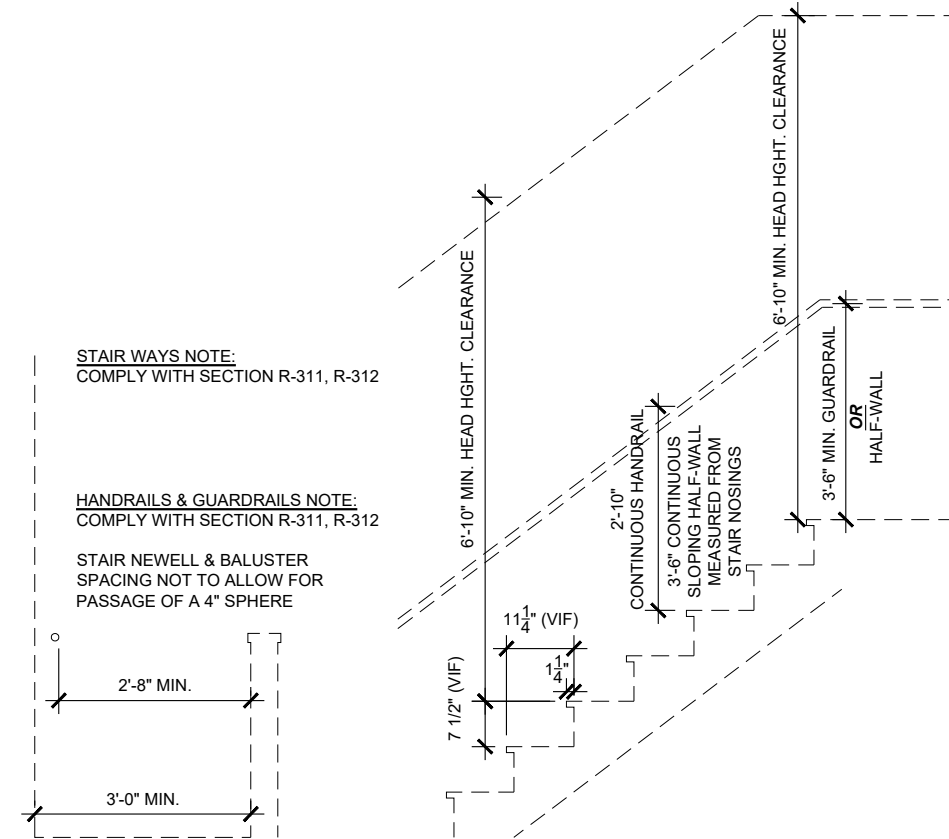 6'-10" MIN. HEAD HGHT. CLEARANCE
6'-10" MIN. HEAD HGHT. CLEARANCE
STAIR WAYS NOTE:
COMPLY WITH SECTION R-311, R-312
HANDRAILS & GUARDRAILS NOTE:
COMPLY WITH SECTION R-311, R-312
STAIR NEWELL & BALUSTER
SPACING NOT TO ALLOW FOR
PASSAGE OF A 4" SPHERE
3'-6" MIN. GUARDRAIL
OR
HALF-WALL
2'-10"
CONTINUOUS HANDRAIL
3'-6" CONTINUOUS
SLOPING HALF-WALL
MEASURED FROM
STAIR NOSINGS
11 1/4" (VIF)
1 1/4"
7 1/2" (VIF)
2'-8" MIN.
3'-0" MIN.